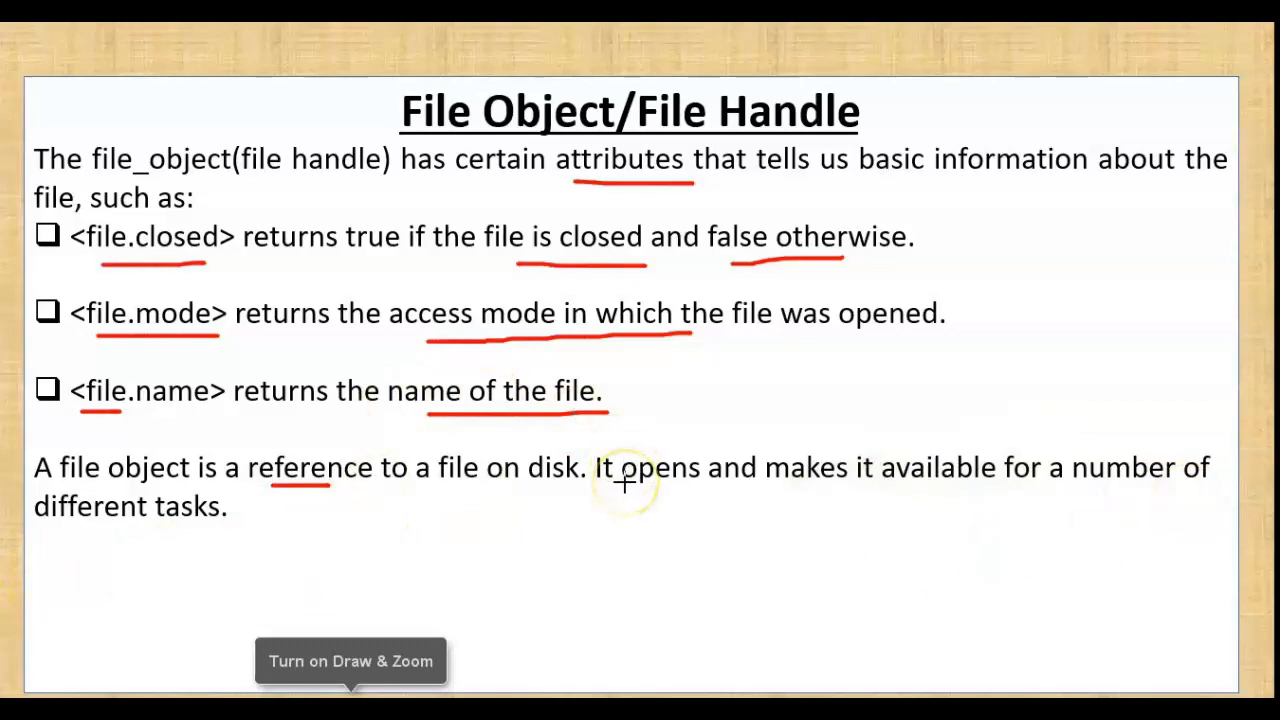 File Object/File Handle
The file_object(file handle) has certain attributes that tells us basic information about the
file, such as:
❑ <file.closed> returns true if the file is closed and false otherwise.
❑ <file.mode> returns the access mode in which the file was opened.
❑ <file.name> returns the name of the file.
A file object is a reference to a file on disk. It opens and makes it available for a number of
different tasks.
Turn on Draw & Zoom